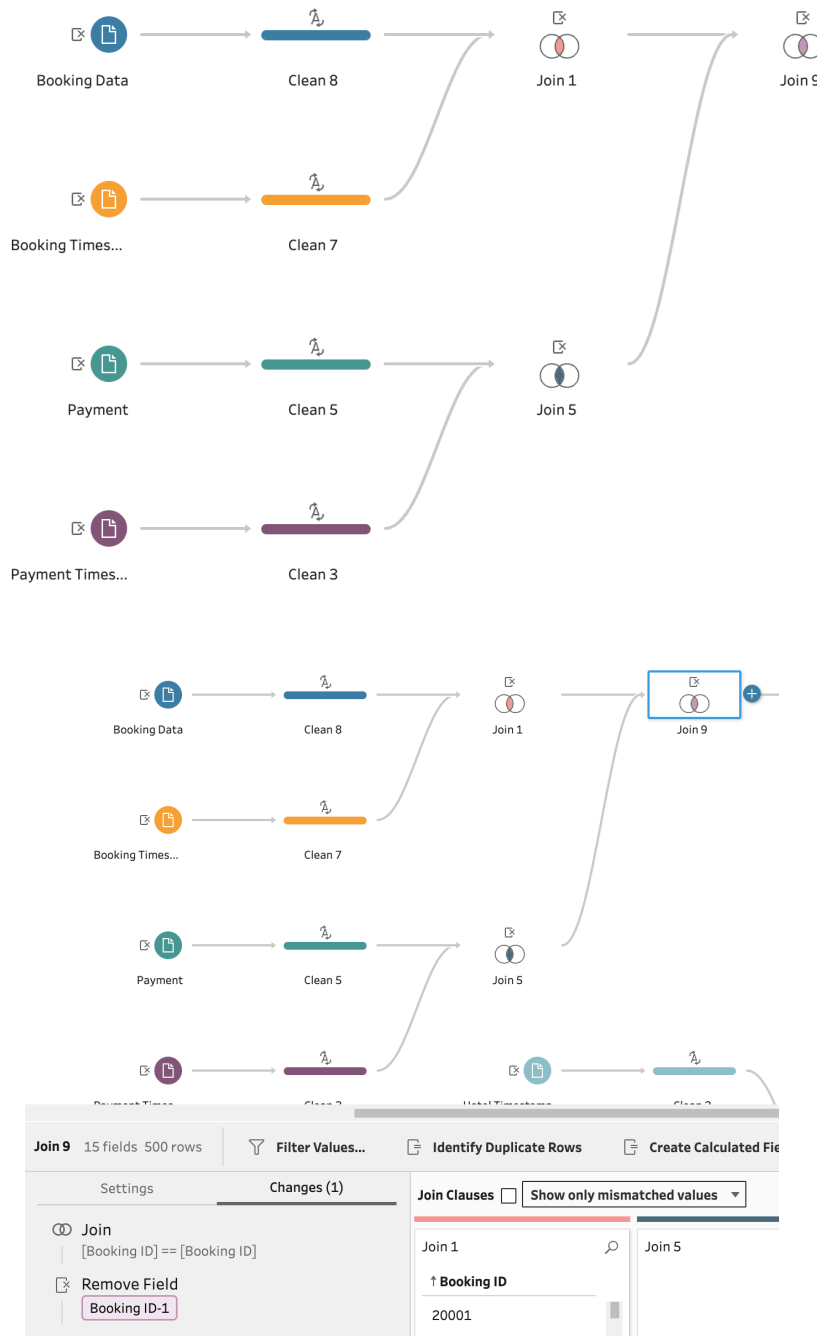 Booking Data
Clean 8
Join 1
Join 9
Booking Times...
Clean 7
Payment
Clean 5
Join 5
Payment Times...
Clean 3
Booking Data
Clean 8
Join 1
Join 9
Booking Times...
Clean 7
Payment
Clean 5
Join 5
Join 9 15 fields 500 rows Filter Values... Identify Duplicate Rows Create Calculated Fie
Settings Changes (1)
Join Clauses Show only mismatched values
Join
[Booking ID] == [Booking ID]
Remove Field
Booking ID-1
Join 1 Join 5
Booking ID
20001